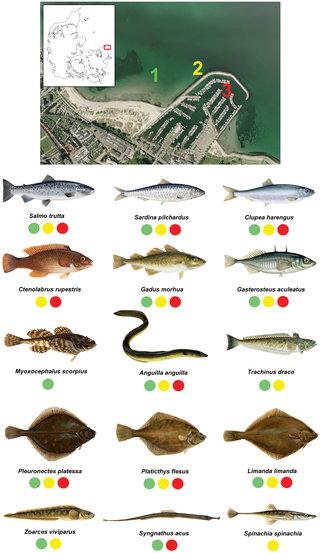 1
2
3
Salmo trutta
Sardina pilchardus
Clupea harengus
Ctenolabrus rupestris
Gadus morhua
Gasterosteus aculeatus
Myoxocephalus scorpius
Anguilla anguilla
Trachinus draco
Pleuronectes platessa
Platicthys flesus
Limanda limanda
Zoarces viviparus
Syngnathus acus
Spinachia spinachia